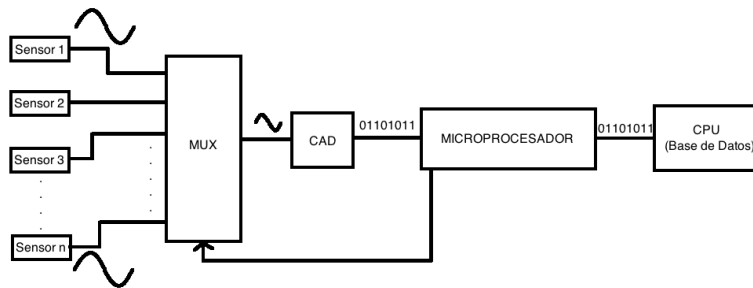 Sensor 1
Sensor 2
Sensor 3
Sensor n
MUX
CAD
01101011
MICROPROCESADOR
01101011
CPU
(Base de Datos)